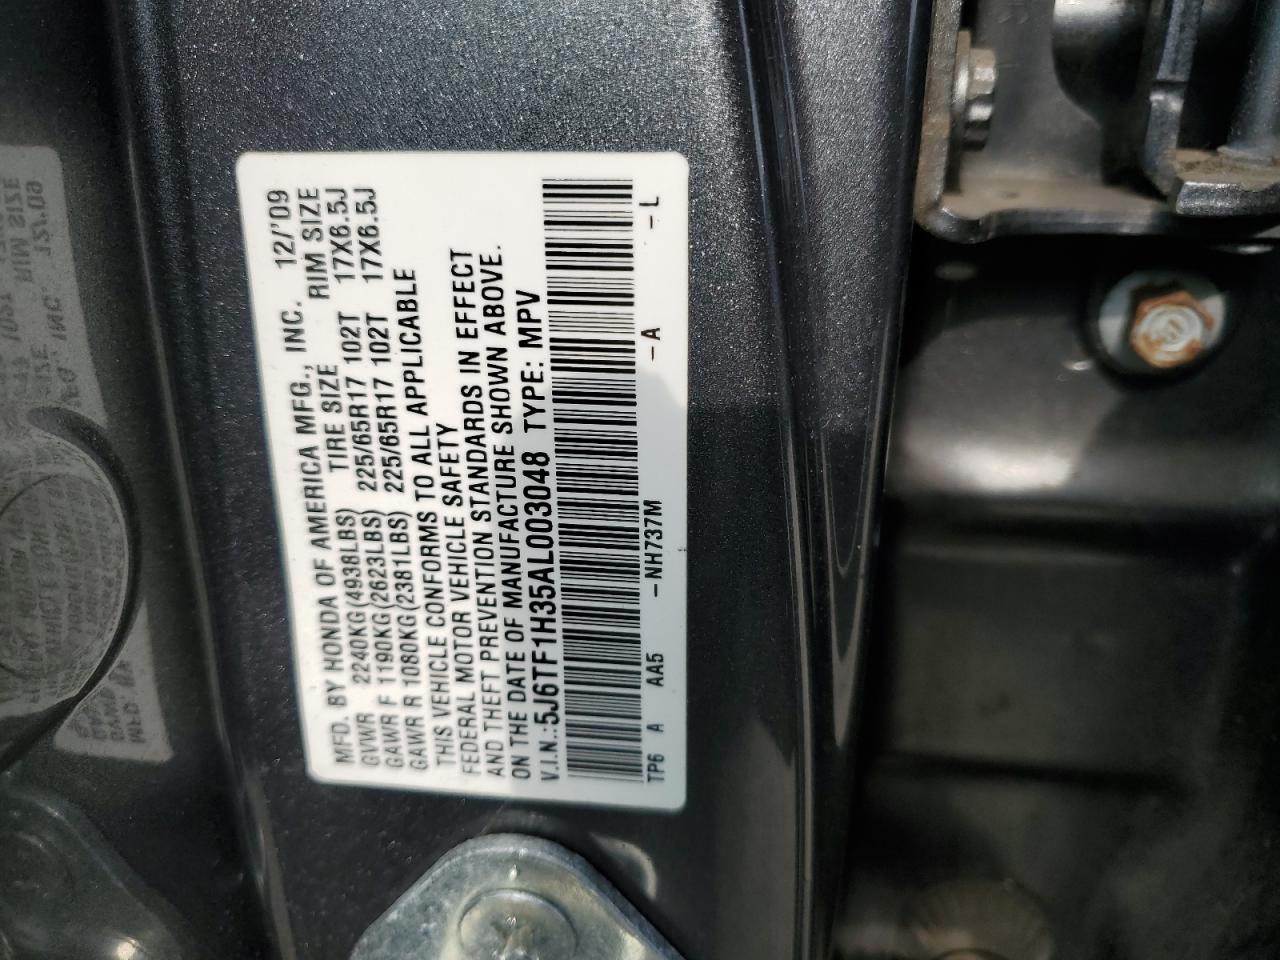 MFD. BY HONDA OF AMERICA MFG., INC. 12/'09
GVWR 2240KG(4938LBS) TIRE SIZE RIM SIZE
GAWR F 1190KG(2623LBS) 225/65R17 102T 17X6.5J
GAWR R 1080KG(2381LBS) 225/65R17 102T 17X6.5J
THIS VEHICLE CONFORMS TO ALL APPLICABLE
FEDERAL MOTOR VEHICLE SAFETY
AND THEFT PREVENTION STANDARDS IN EFFECT
ON THE DATE OF MANUFACTURE SHOWN ABOVE.
V.I.N.:5J6TF1H35AL003048 TYPE: MPV
TP6 A AA5 -NH737M -A -L